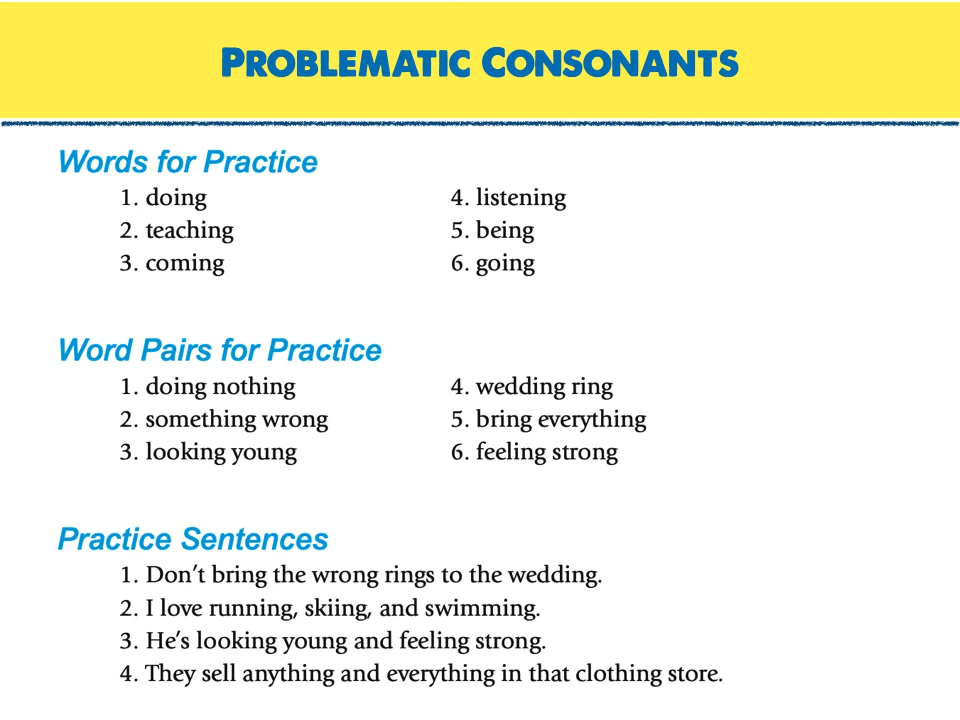 PROBLEMATIC CONSONANTS
Words for Practice
1. doing
2. teaching
3. coming
4. listening
5. being
6. going
Word Pairs for Practice
1. doing nothing
2. something wrong
3. looking young
4. wedding ring
5. bring everything
6. feeling strong
Practice Sentences
1. Don’t bring the wrong rings to the wedding.
2. I love running, skiing, and swimming.
3. He’s looking young and feeling strong.
4. They sell anything and everything in that clothing store.